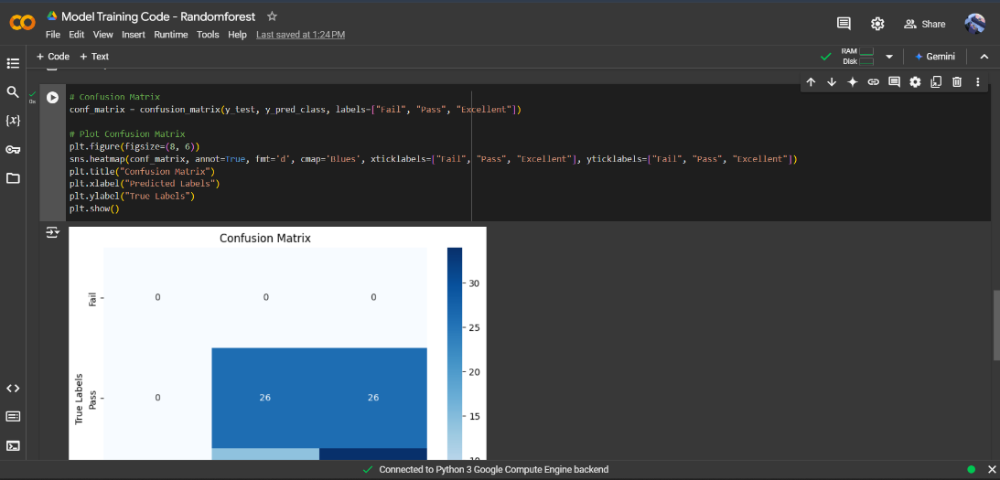 Model Training Code - Randomforest
File Edit View Insert Runtime Tools Help Last saved at 1:24 PM
Share
+ Code + Text
RAM
Disk
Gemini
{x}
0s
# Confusion Matrix
conf_matrix = confusion_matrix(y_test, y_pred_class, labels=["Fail", "Pass", "Excellent"])
# Plot Confusion Matrix
plt.figure(figsize=(8, 6))
sns.heatmap(conf_matrix, annot=True, fmt='d', cmap='Blues', xticklabels=["Fail", "Pass", "Excellent"], yticklabels=["Fail", "Pass", "Excellent"])
plt.title("Confusion Matrix")
plt.xlabel("Predicted Labels")
plt.ylabel("True Labels")
plt.show()
Confusion Matrix
Fail
0 0 0
True Labels
Pass
0 26 26
30
25
20
15
10
Connected to Python 3 Google Compute Engine backend